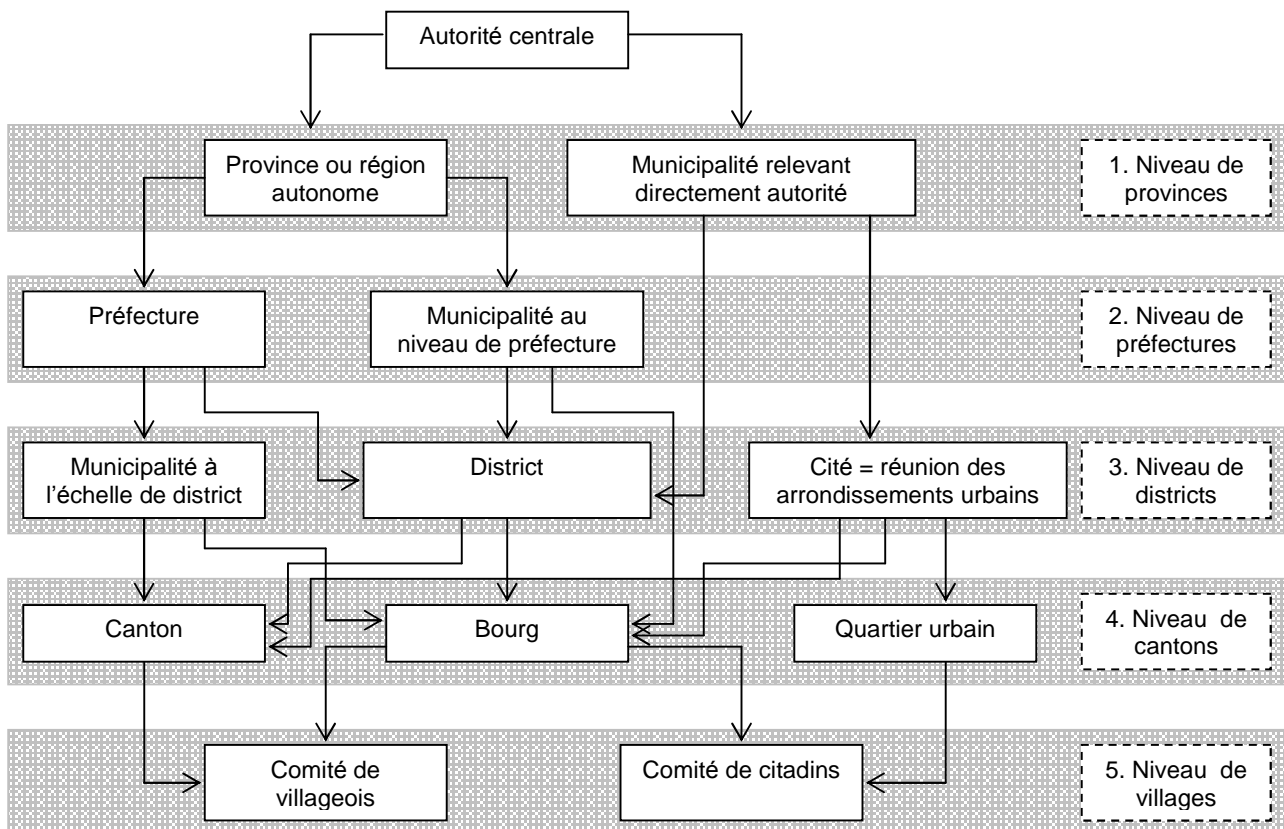 Autorité centrale
Province ou région
autonome
Municipalité relevant
directement autorité
1. Niveau de
provinces
Préfecture
Municipalité au
niveau de préfecture
2. Niveau de
préfectures
Municipalité à
l’échelle de district
District
Cité = réunion des
arrondissements urbains
3. Niveau de
districts
Canton
Bourg
Quartier urbain
4. Niveau de
cantons
Comité de
villageois
Comité de citadins
5. Niveau de
villages